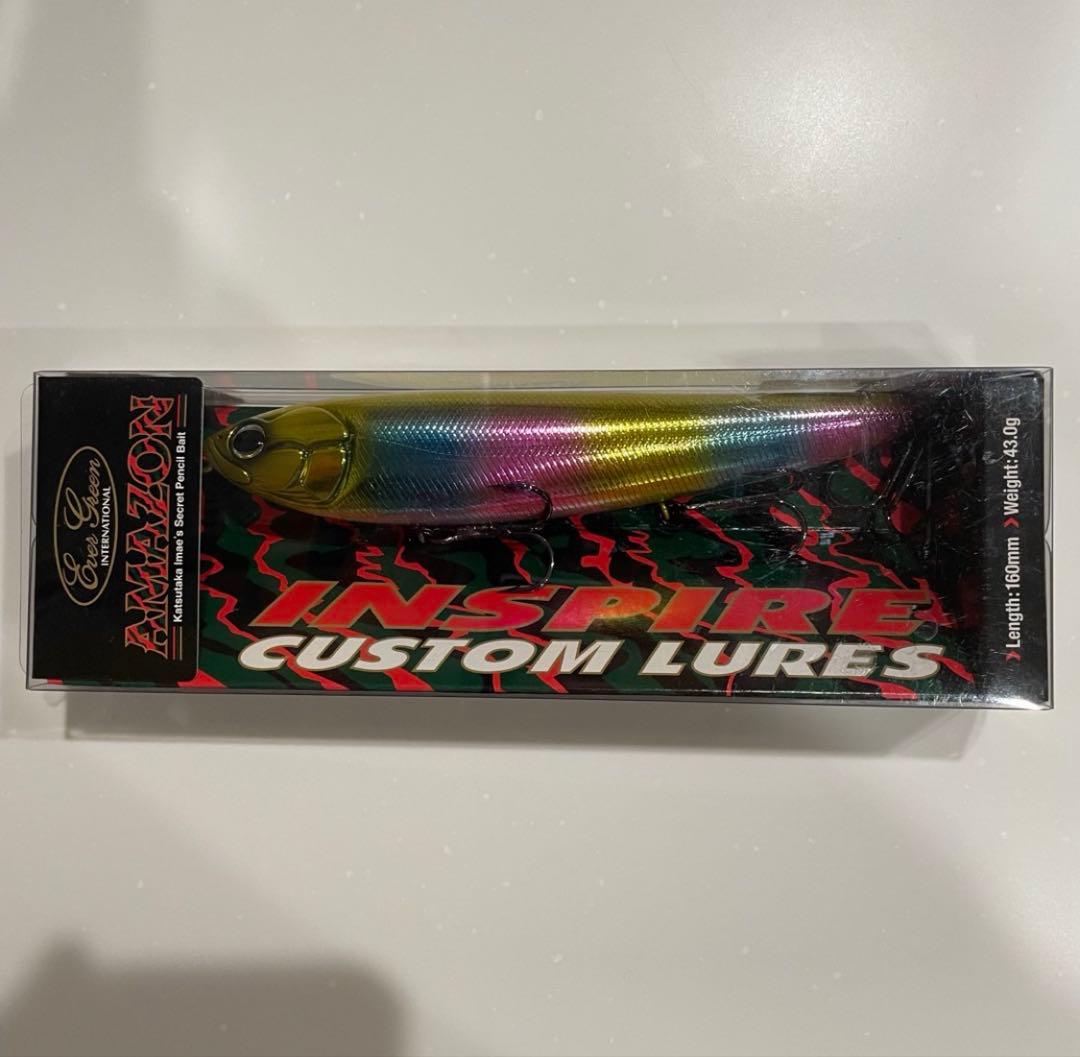 Ever Green
INTERNATIONAL
AMAZON
Katsutaka Imae's Secret Pencil Bait
INSPIRE
CUSTOM LURES
Length:160mm
Weight:43.0g